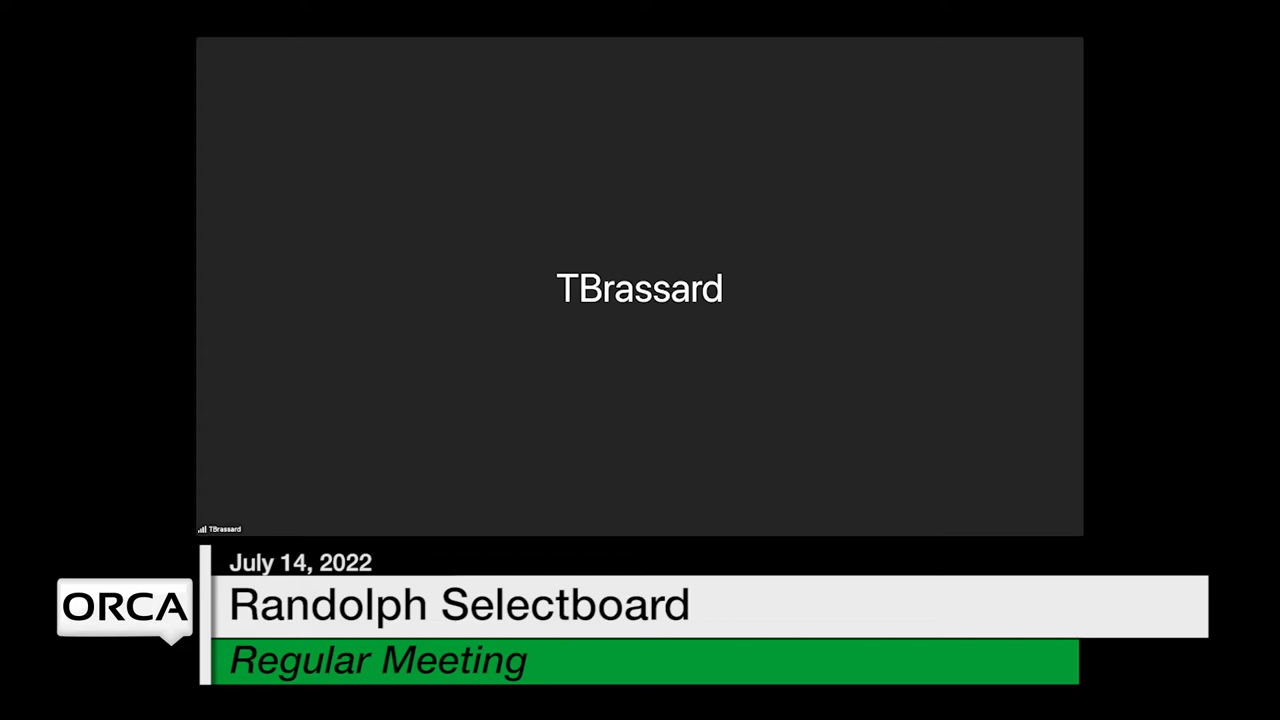 TBrassard
TBrassard
July 14, 2022
ORCA
Randolph Selectboard
Regular Meeting